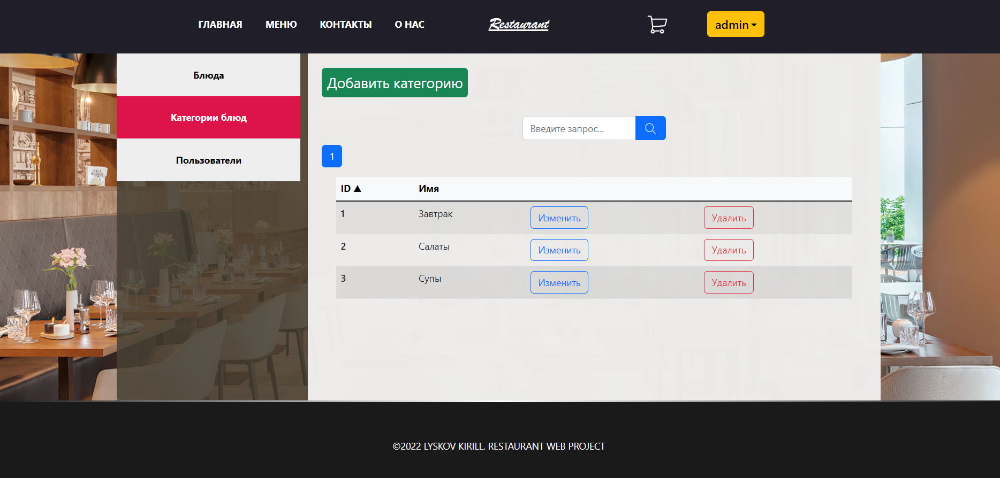 ГЛАВНАЯ МЕНЮ КОНТАКТЫ О НАС Restaurant admin
Блюда
Категории блюд
Пользователи
Добавить категорию
Введите запрос...
1
ID ▲ Имя
1 Завтрак Изменить Удалить
2 Салаты Изменить Удалить
3 Супы Изменить Удалить
©2022 LYSKOV KIRILL. RESTAURANT WEB PROJECT